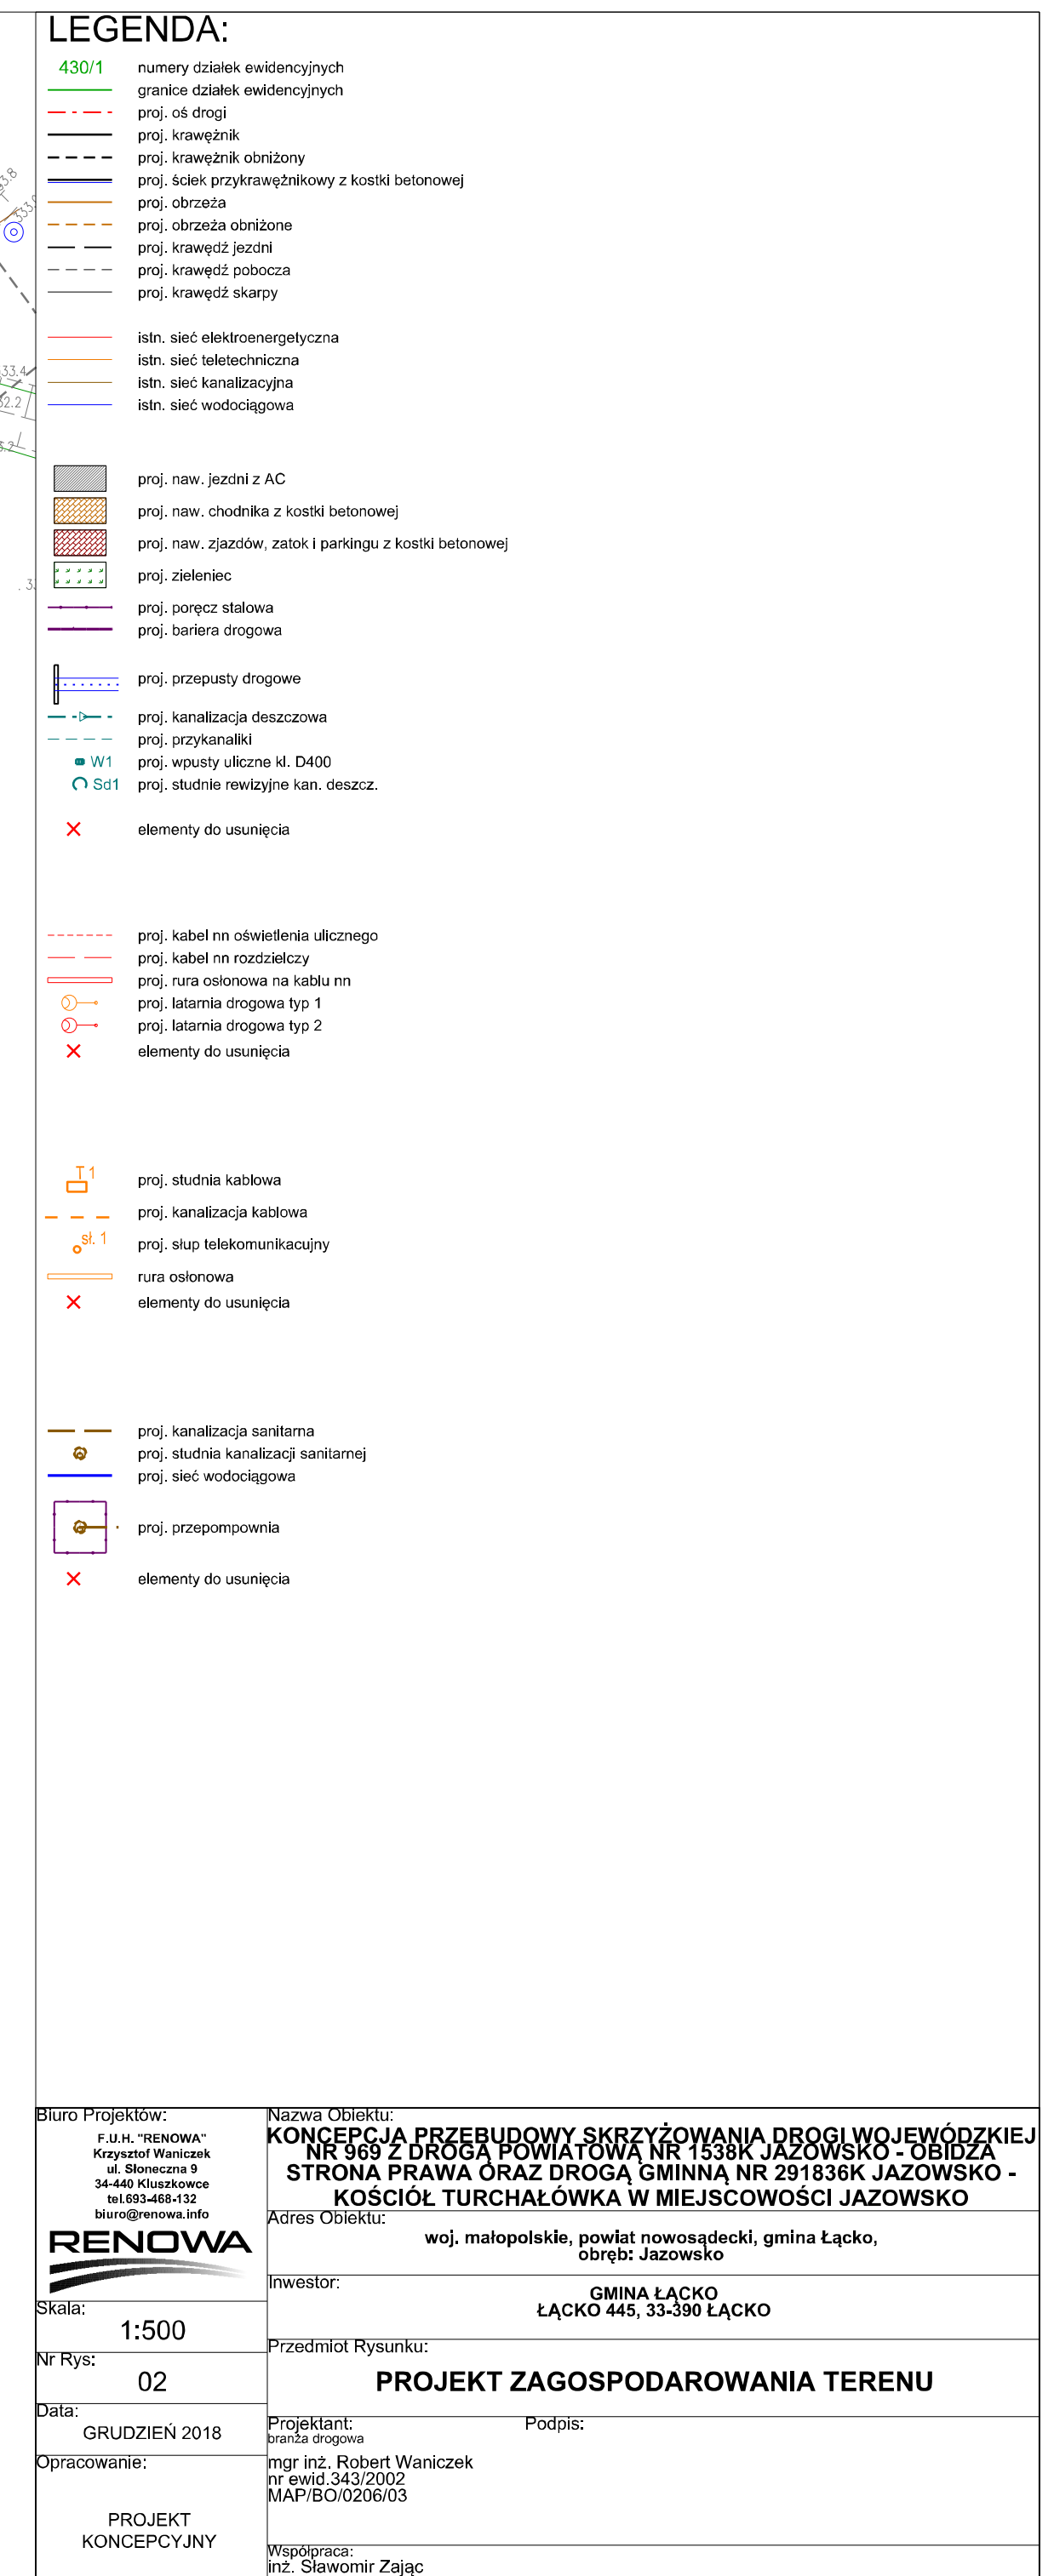 LEGENDA:
430/1 numery działek ewidencyjnych
granice działek ewidencyjnych
proj. oś drogi
proj. krawężnik
proj. krawężnik obniżony
proj. ściek przykrawężnikowy z kostki betonowej
proj. obrzeża
proj. obrzeża obniżone
proj. krawędź jezdni
proj. krawędź pobocza
proj. krawędź skarpy
istn. sieć elektroenergetyczna
istn. sieć teletechniczna
istn. sieć kanalizacyjna
istn. sieć wodociągowa
proj. naw. jezdni z AC
proj. naw. chodnika z kostki betonowej
proj. naw. zjazdów, zatok i parkingu z kostki betonowej
proj. zieleniec
proj. poręcz stalowa
proj. bariera drogowa
proj. przepusty drogowe
proj. kanalizacja deszczowa
proj. przykanaliki
W1 proj. wpusty uliczne kl. D400
Sd1 proj. studnie rewizyjne kan. deszcz.
elementy do usunięcia
proj. kabel nn oświetlenia ulicznego
proj. kabel nn rozdzielczy
proj. rura osłonowa na kablu nn
proj. latarnia drogowa typ 1
proj. latarnia drogowa typ 2
elementy do usunięcia
T1 proj. studnia kablowa
proj. kanalizacja kablowa
sł. 1 proj. słup telekomunikacujny
rura osłonowa
elementy do usunięcia
proj. kanalizacja sanitarna
proj. studnia kanalizacji sanitarnej
proj. sieć wodociągowa
proj. przepompownia
elementy do usunięcia
Biuro Projektów:
F.U.H. "RENOWA"
Krzysztof Waniczek
ul. Słoneczna 9
34-440 Kluszkowce
tel.693-468-132
biuro@renowa.info
RENOWA
Skala:
1:500
Nr Rys:
02
Data:
GRUDZIEŃ 2018
Opracowanie:
PROJEKT
KONCEPCYJNY
Nazwa Obiektu:
KONCEPCJA PRZEBUDOWY SKRZYŻOWANIA DROGI WOJEWÓDZKIEJ
NR 969 Z DROGĄ POWIATOWĄ NR 1538K JAZOWSKO - OBIDZA
STRONA PRAWA ORAZ DROGĄ GMINNĄ NR 291836K JAZOWSKO -
KOŚCIÓŁ TURCHAŁÓWKA W MIEJSCOWOŚCI JAZOWSKO
Adres Obiektu:
woj. małopolskie, powiat nowosądecki, gmina Łącko,
obręb: Jazowsko
Inwestor:
GMINA ŁĄCKO
ŁĄCKO 445, 33-390 ŁĄCKO
Przedmiot Rysunku:
PROJEKT ZAGOSPODAROWANIA TERENU
Projektant: Podpis:
branża drogowa
mgr inż. Robert Waniczek
nr ewid.343/2002
MAP/BO/0206/03
Współpraca:
inż. Sławomir Zając